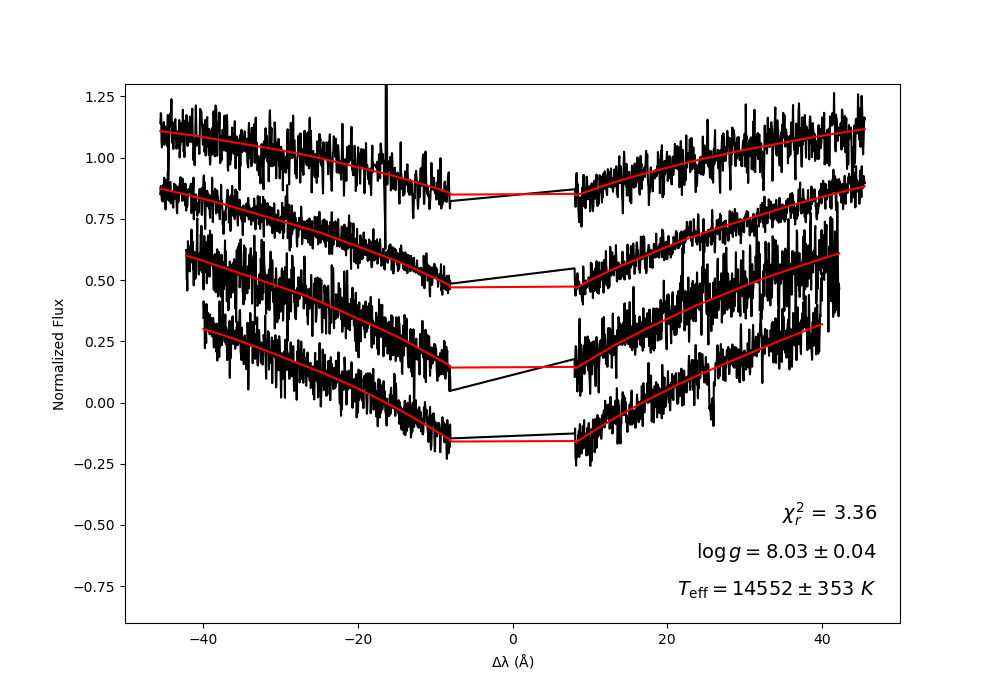 1.25
1.00
0.75
0.50
0.25
0.00
−0.25
−0.50
−0.75
Normalized Flux
χ²ᵣ = 3.36
log g = 8.03 ± 0.04
T_eff = 14552 ± 353 K
−40 −20 0 20 40
Δλ (Å)